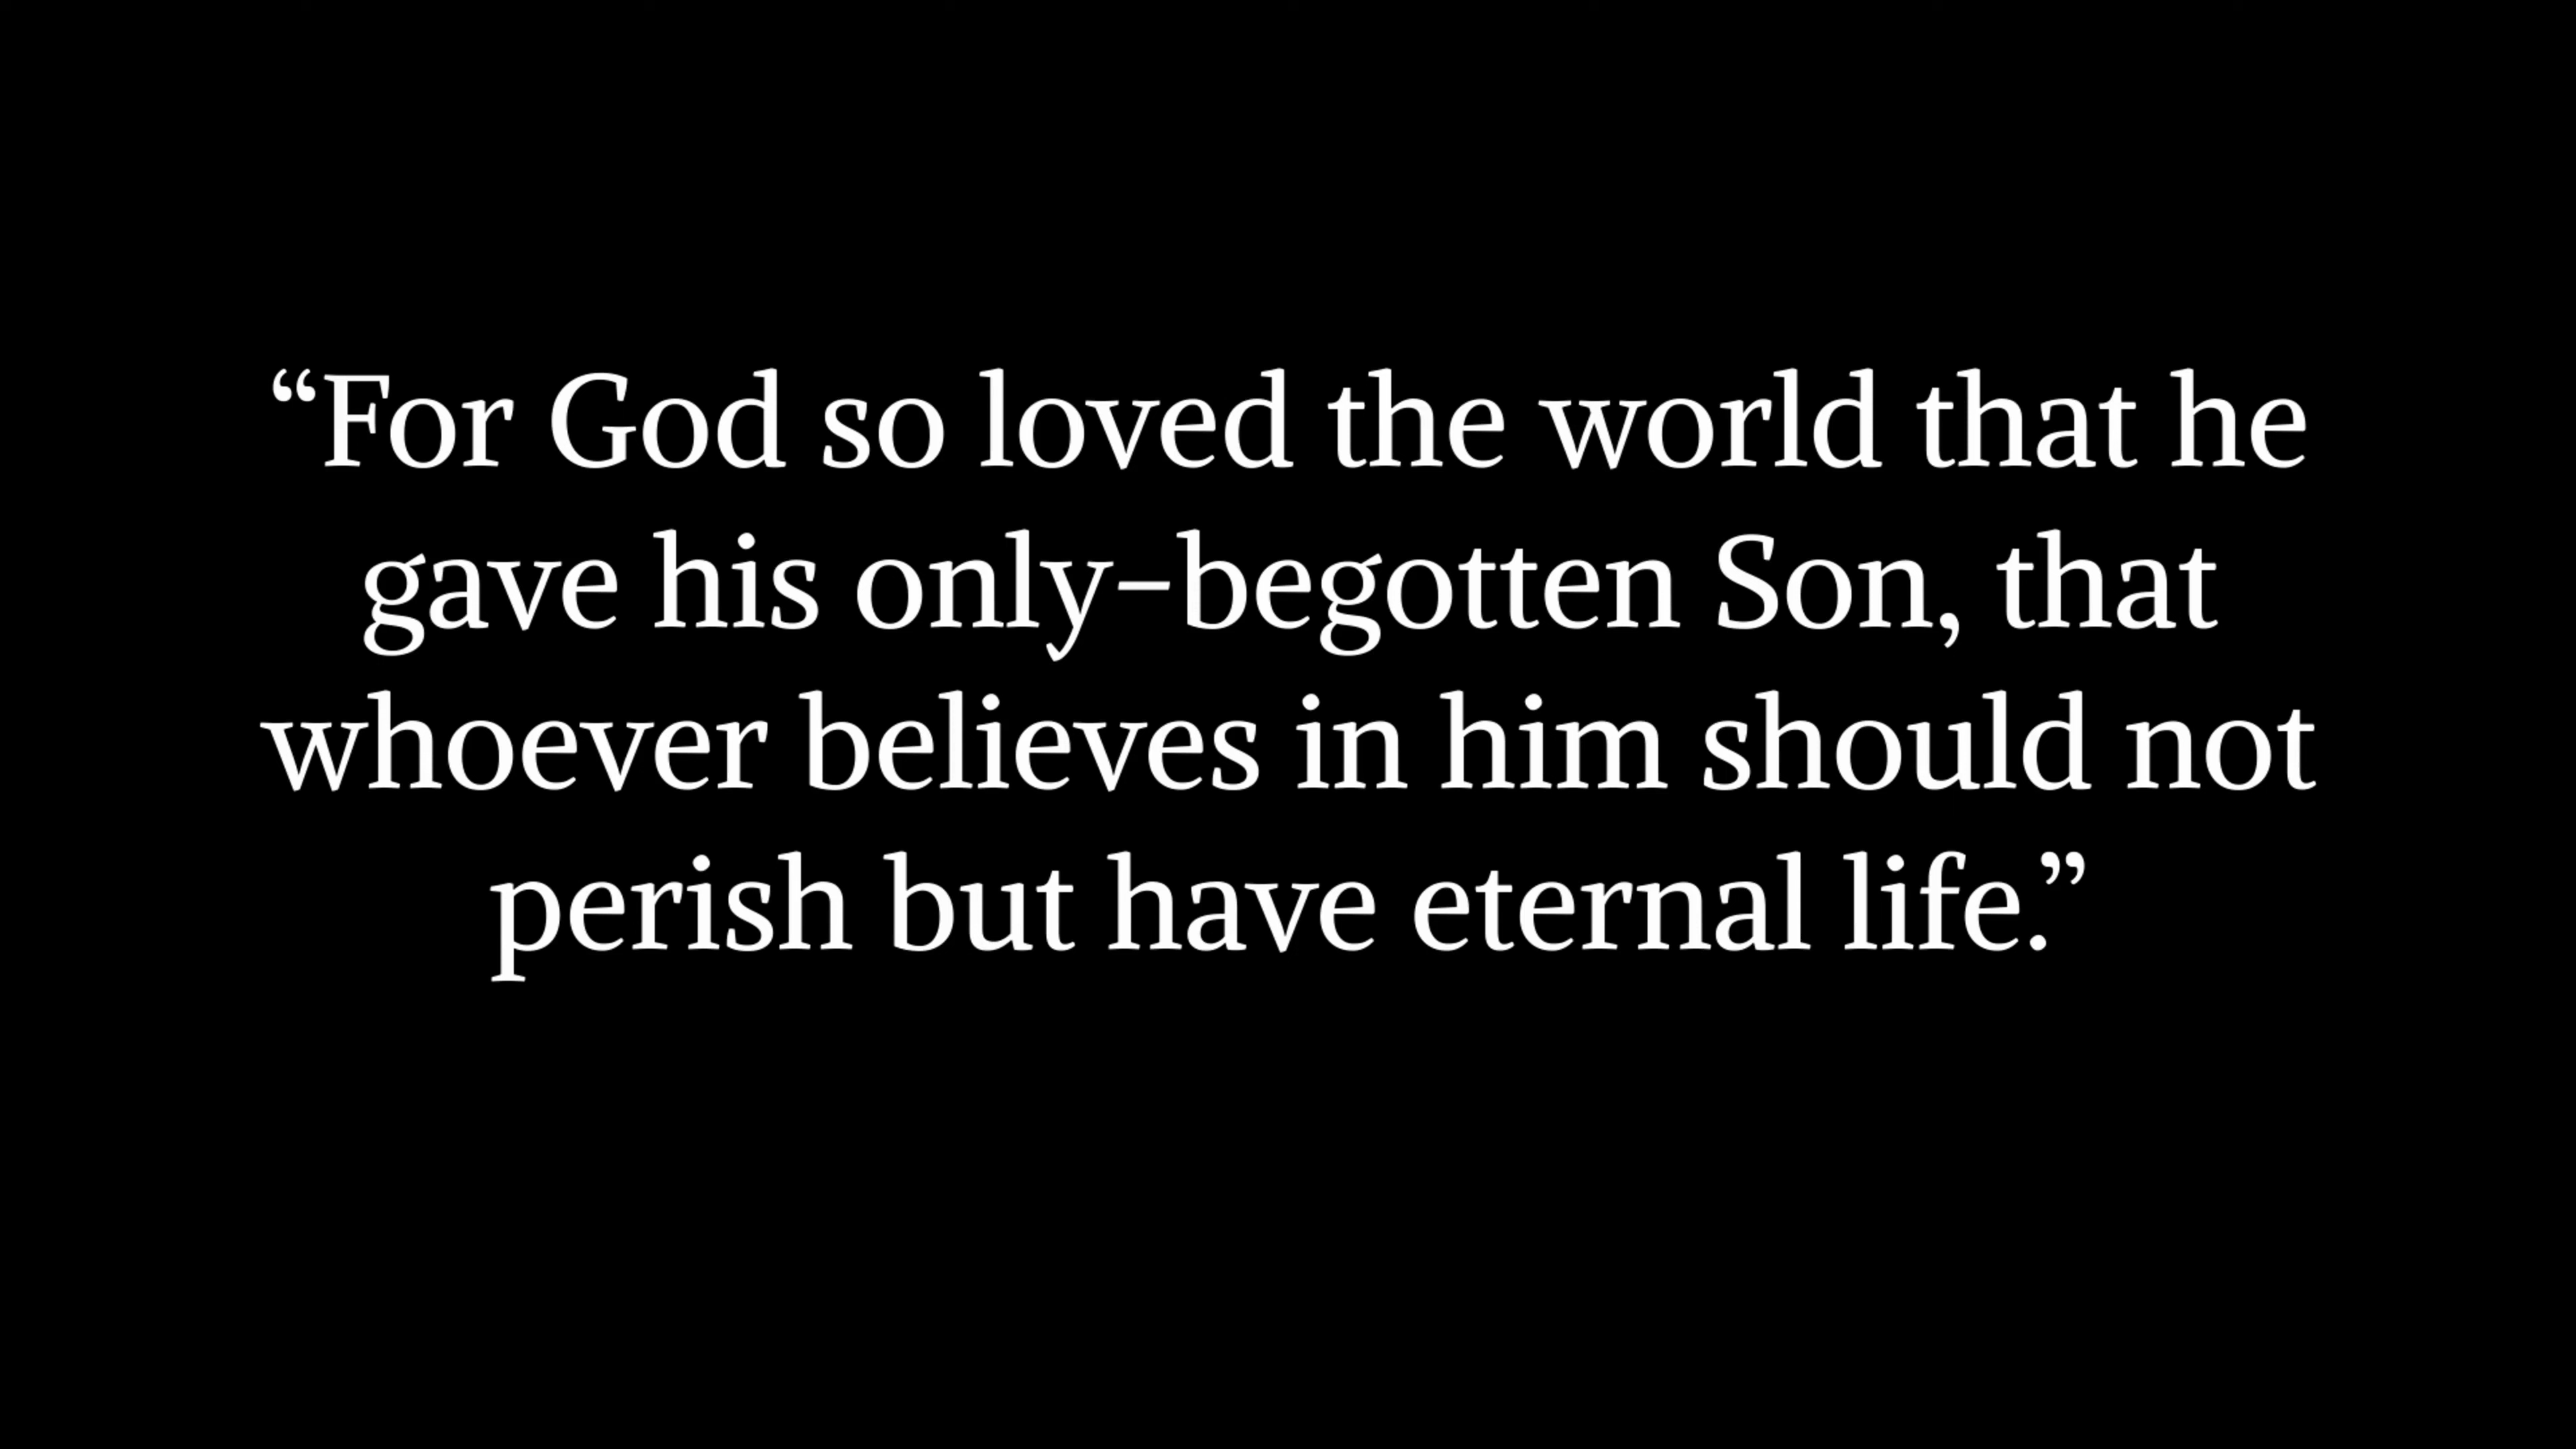 “For God so loved the world that he
gave his only-begotten Son, that
whoever believes in him should not
perish but have eternal life.”